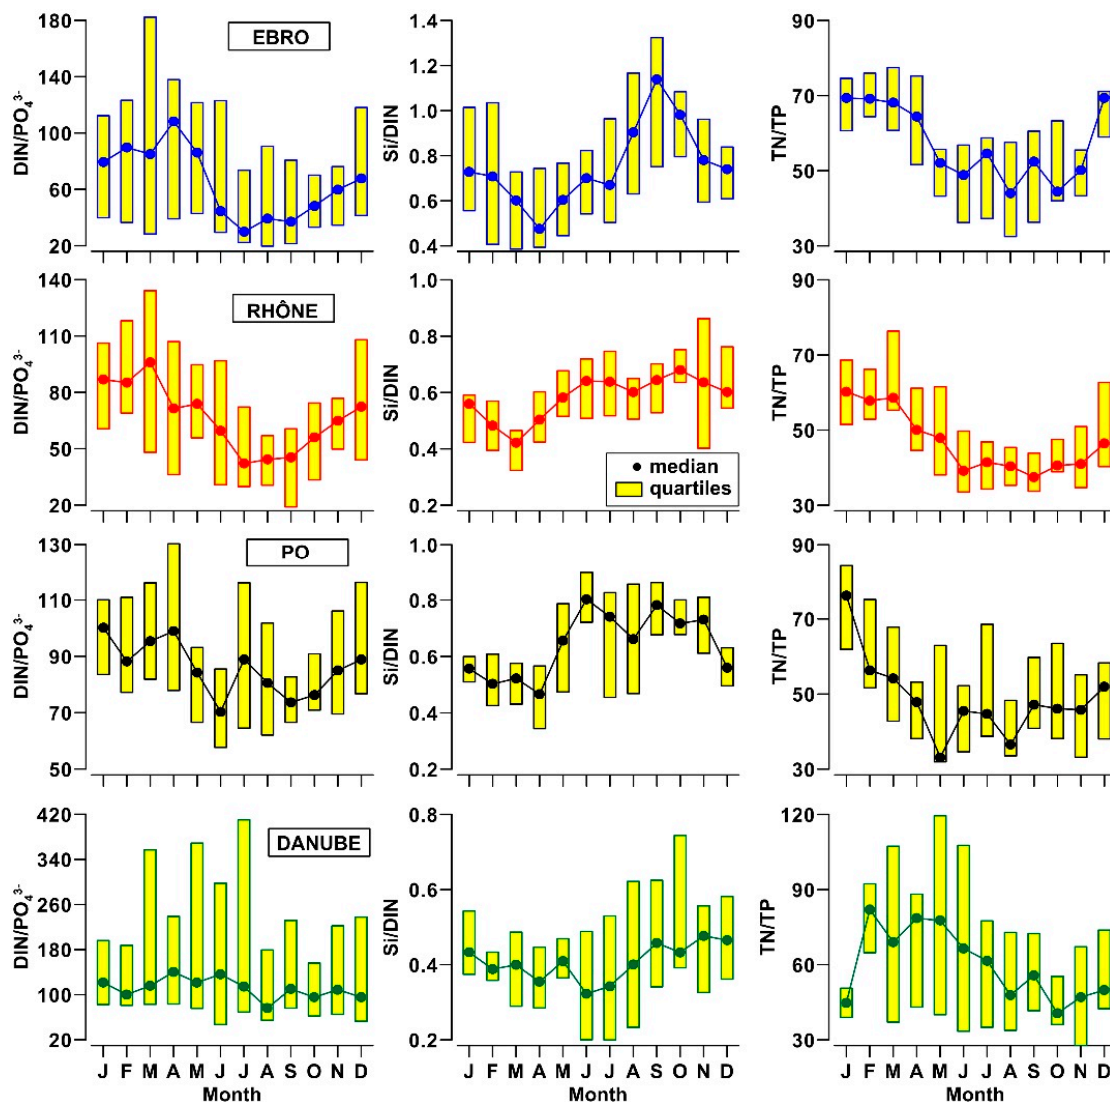 EBRO
DIN/PO₄³⁻
180
140
100
60
20
Si/DIN
1.4
1.2
1.0
0.8
0.6
0.4
TN/TP
90
70
50
30
RHÔNE
DIN/PO₄³⁻
140
110
80
50
20
Si/DIN
1.0
0.8
0.6
0.4
0.2
median
quartiles
TN/TP
90
70
50
30
PO
DIN/PO₄³⁻
130
110
90
70
50
Si/DIN
1.0
0.8
0.6
0.4
0.2
TN/TP
90
70
50
30
DANUBE
DIN/PO₄³⁻
420
340
260
180
100
20
J F M A M J J A S O N D
Month
Si/DIN
0.8
0.6
0.4
0.2
J F M A M J J A S O N D
Month
TN/TP
120
90
60
30
J F M A M J J A S O N D
Month